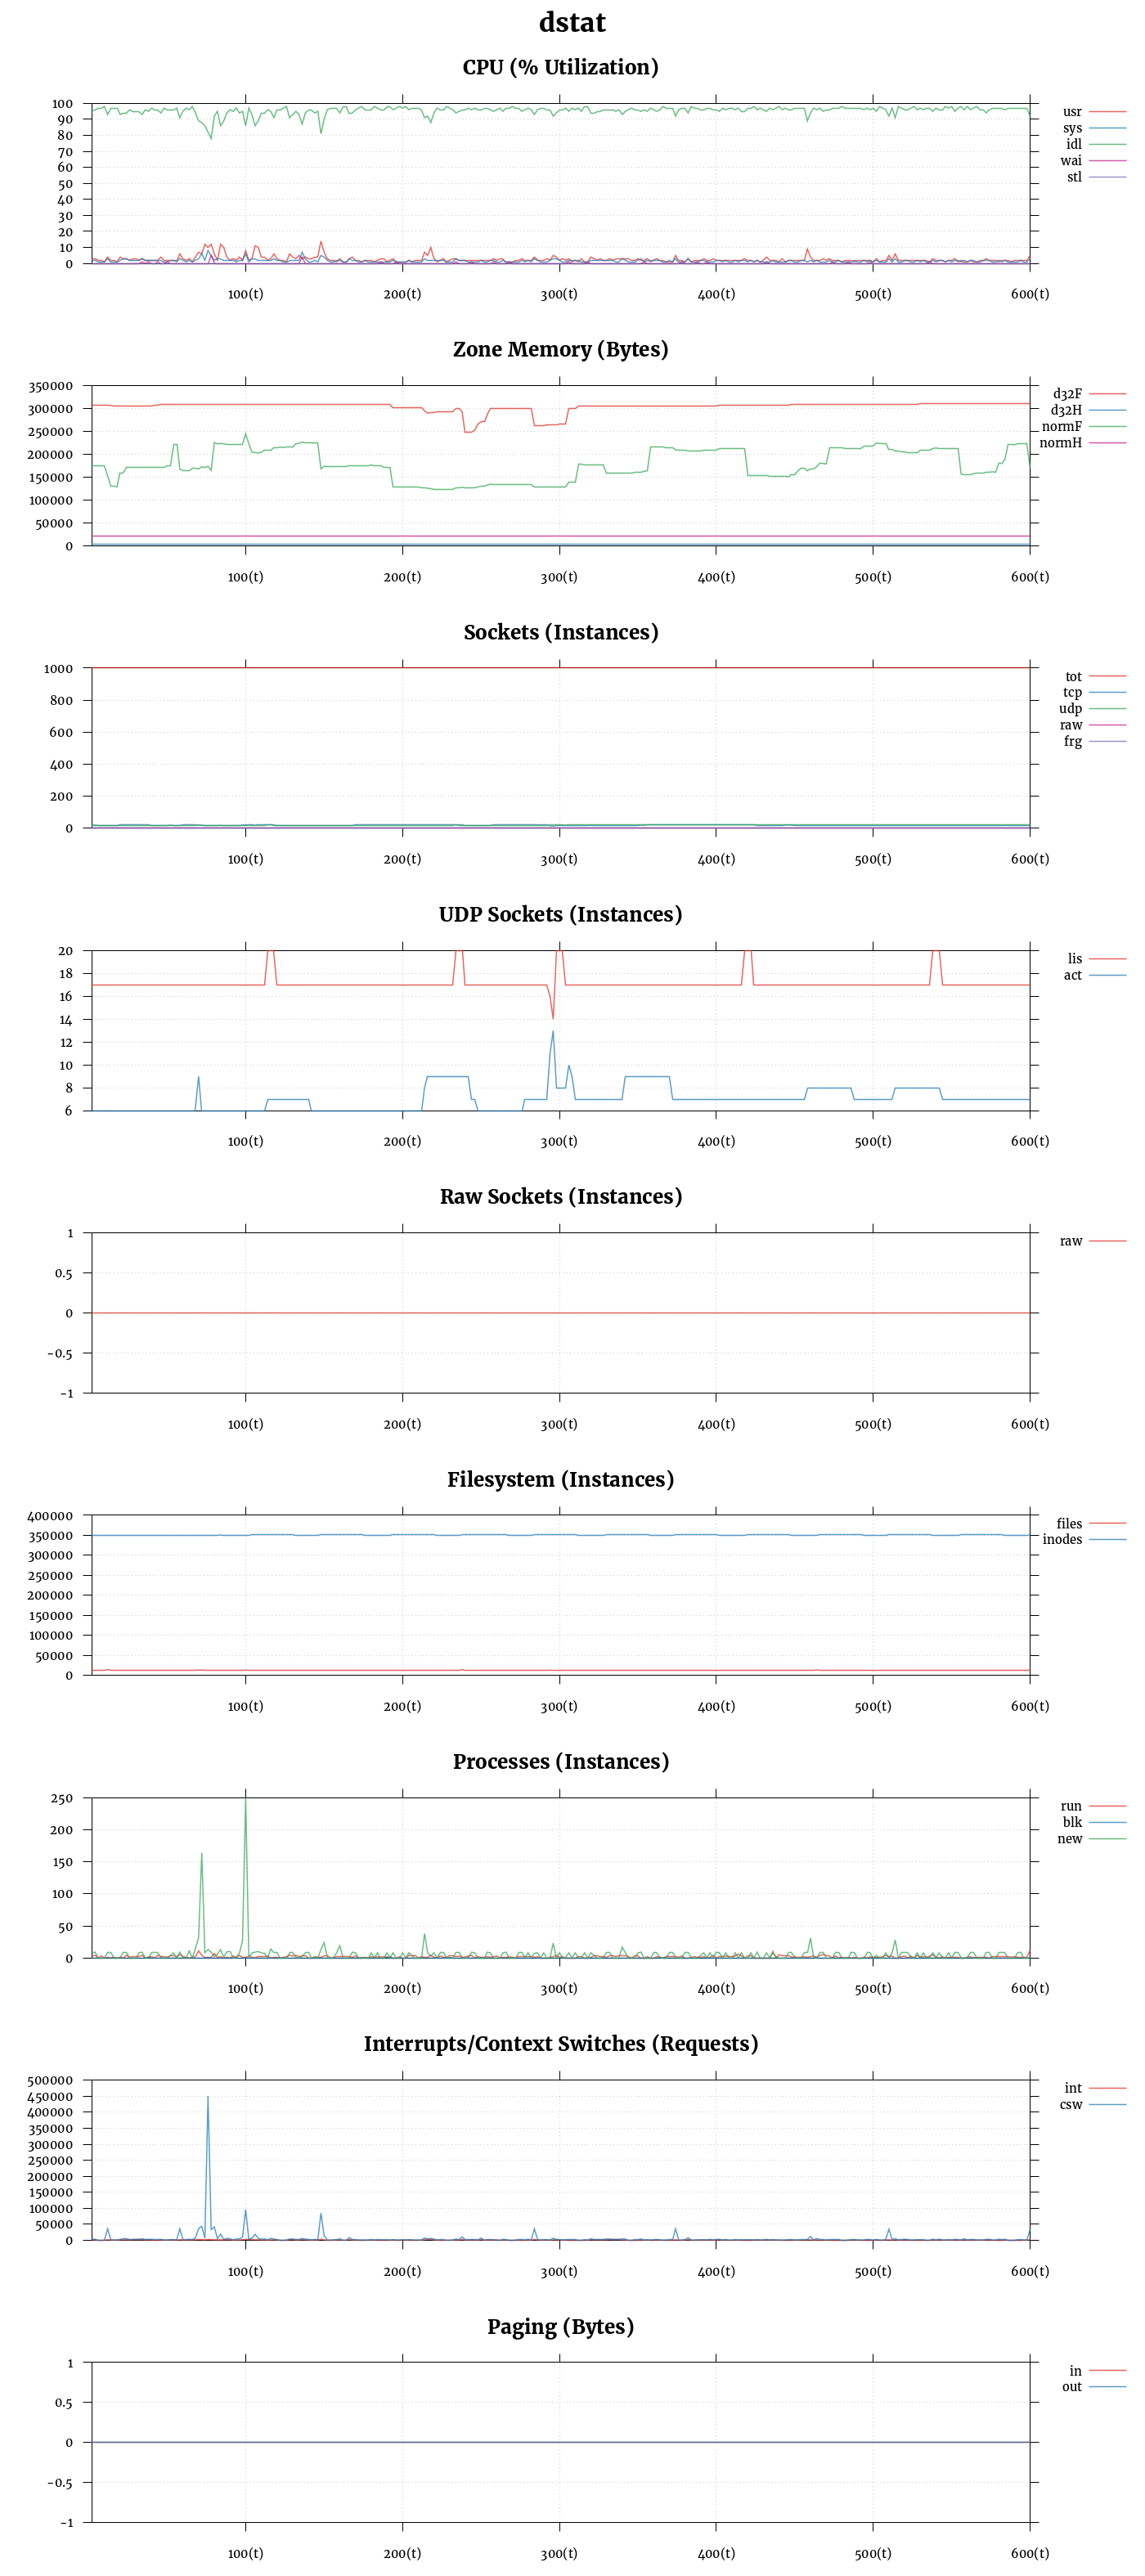 dstat
CPU (% Utilization)
100
90
80
70
60
50
40
30
20
10
0
100(t) 200(t) 300(t) 400(t) 500(t) 600(t)
usr
sys
idl
wai
stl
Zone Memory (Bytes)
350000
300000
250000
200000
150000
100000
50000
0
100(t) 200(t) 300(t) 400(t) 500(t) 600(t)
d32F
d32H
normF
normH
Sockets (Instances)
1000
800
600
400
200
0
100(t) 200(t) 300(t) 400(t) 500(t) 600(t)
tot
tcp
udp
raw
frg
UDP Sockets (Instances)
20
18
16
14
12
10
8
6
100(t) 200(t) 300(t) 400(t) 500(t) 600(t)
lis
act
Raw Sockets (Instances)
1
0.5
0
-0.5
-1
100(t) 200(t) 300(t) 400(t) 500(t) 600(t)
raw
Filesystem (Instances)
400000
350000
300000
250000
200000
150000
100000
50000
0
100(t) 200(t) 300(t) 400(t) 500(t) 600(t)
files
inodes
Processes (Instances)
250
200
150
100
50
0
100(t) 200(t) 300(t) 400(t) 500(t) 600(t)
run
blk
new
Interrupts/Context Switches (Requests)
500000
450000
400000
350000
300000
250000
200000
150000
100000
50000
0
100(t) 200(t) 300(t) 400(t) 500(t) 600(t)
int
csw
Paging (Bytes)
1
0.5
0
-0.5
-1
100(t) 200(t) 300(t) 400(t) 500(t) 600(t)
in
out